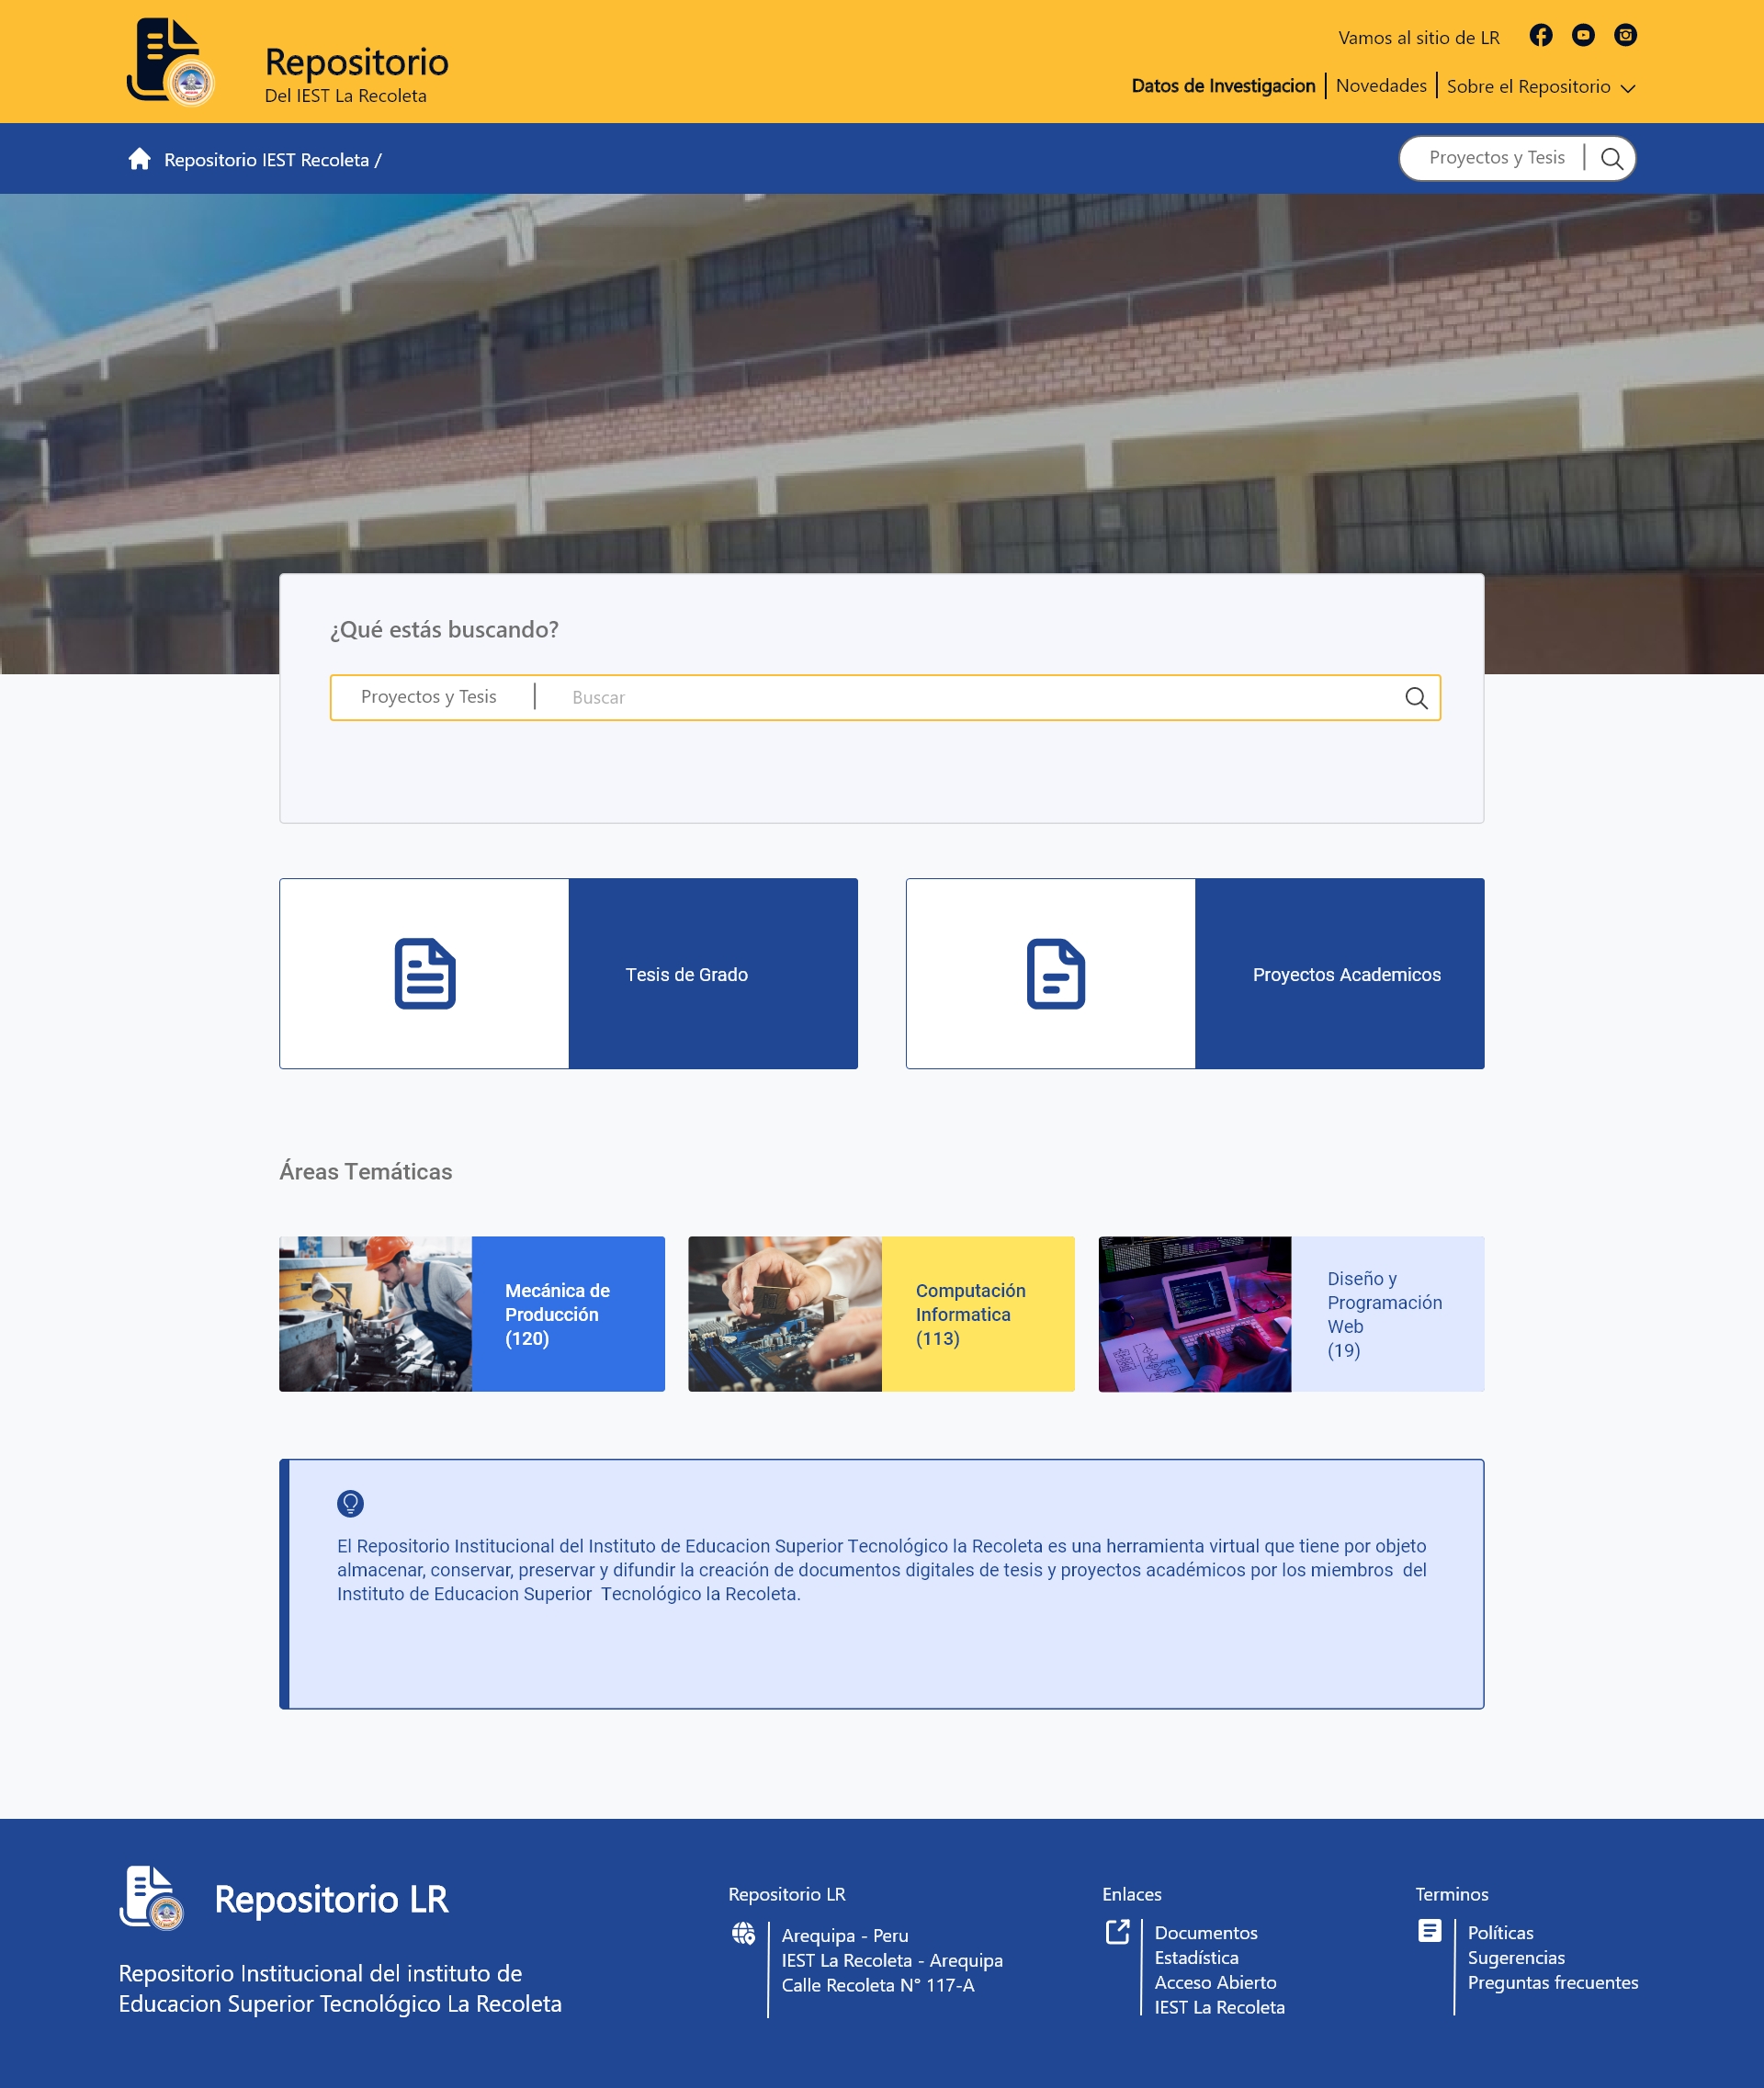 Repositorio
Del IEST La Recoleta
Vamos al sitio de LR
Datos de Investigacion
Novedades
Sobre el Repositorio
Repositorio IEST Recoleta /
Proyectos y Tesis
¿Qué estás buscando?
Proyectos y Tesis
Buscar
Tesis de Grado
Proyectos Academicos
Áreas Temáticas
Mecánica de
Producción
(120)
Computación
Informatica
(113)
Diseño y
Programación
Web
(19)
El Repositorio Institucional del Instituto de Educacion Superior Tecnológico la Recoleta es una herramienta virtual que tiene por objeto
almacenar, conservar, preservar y difundir la creación de documentos digitales de tesis y proyectos académicos por los miembros  del
Instituto de Educacion Superior  Tecnológico la Recoleta.
Repositorio LR
Repositorio Institucional del instituto de
Educacion Superior Tecnológico La Recoleta
Repositorio LR
Arequipa - Peru
IEST La Recoleta - Arequipa
Calle Recoleta N° 117-A
Enlaces
Documentos
Estadística
Acceso Abierto
IEST La Recoleta
Terminos
Políticas
Sugerencias
Preguntas frecuentes